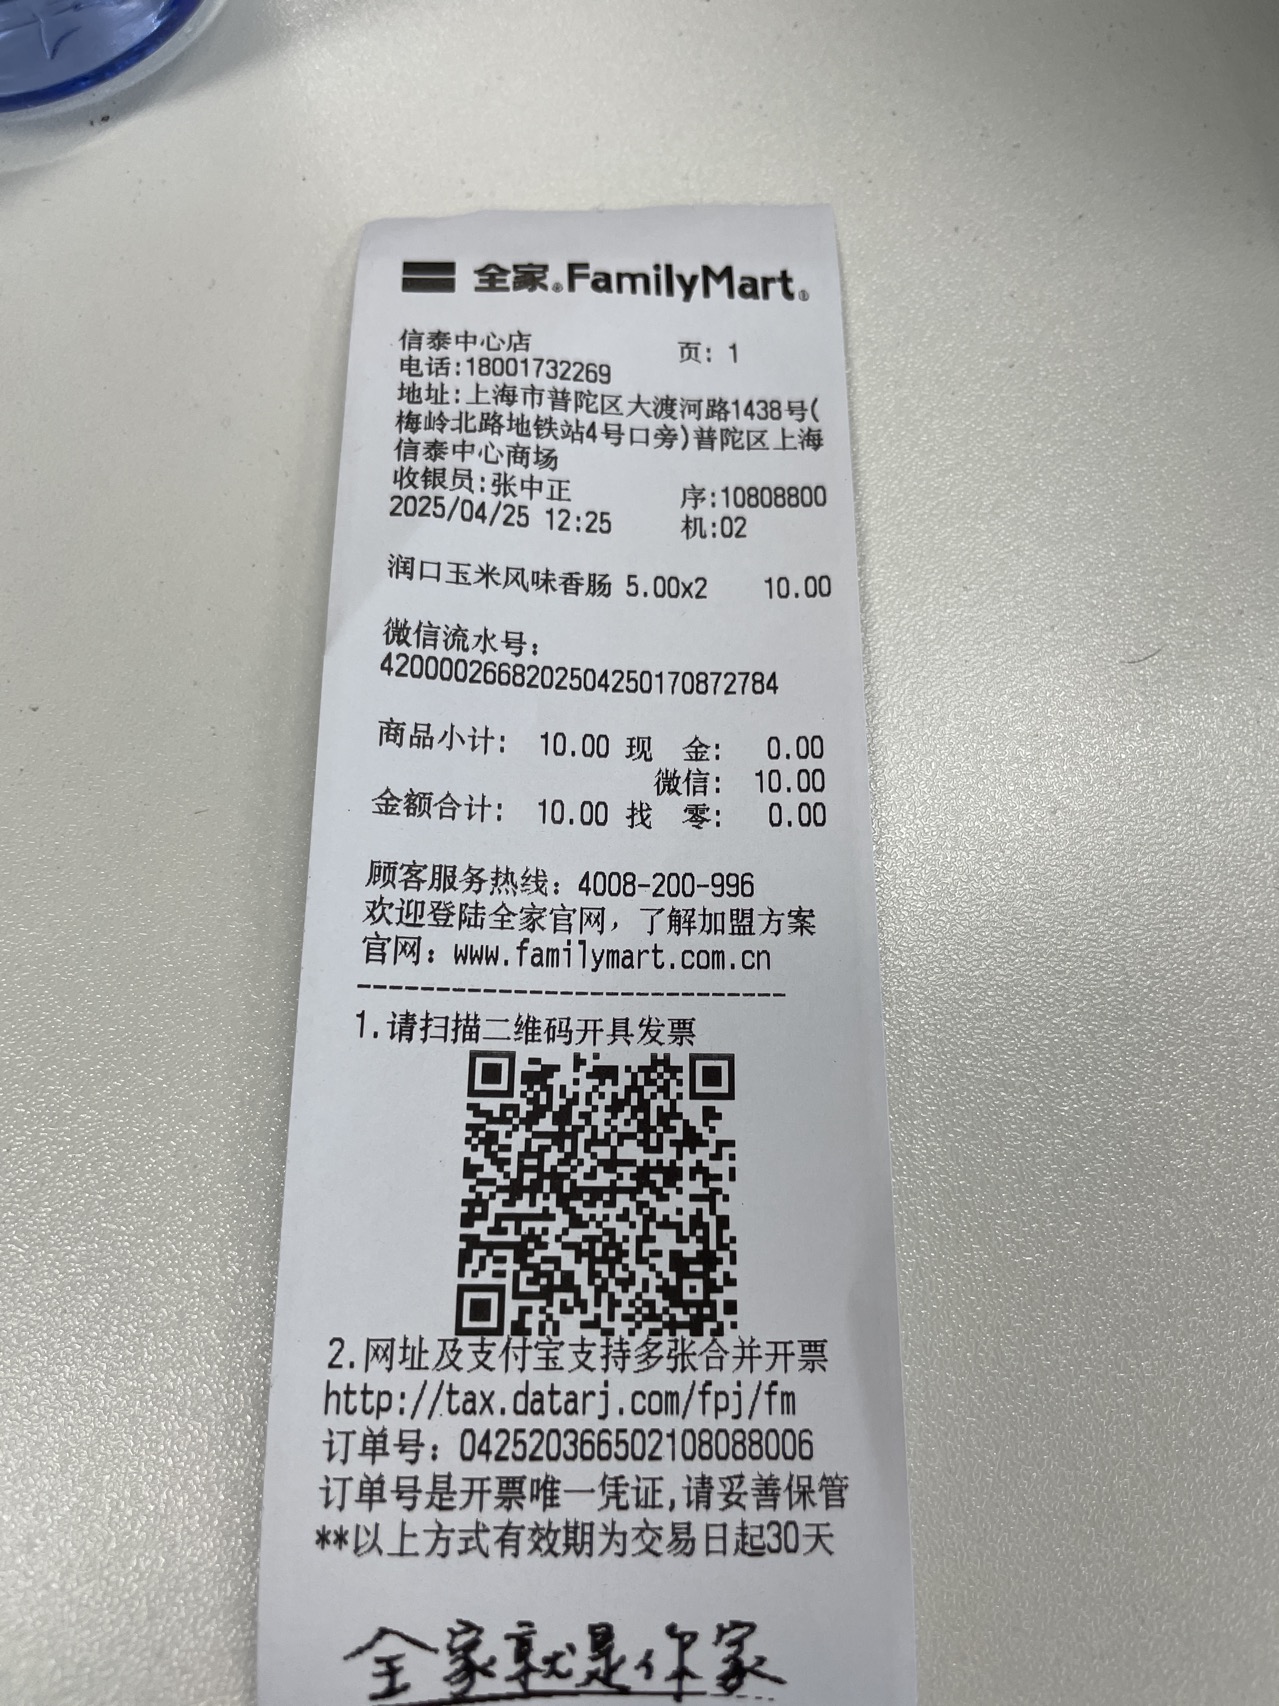 全家®FamilyMart®
信泰中心店 页: 1
电话:18001732269
地址:上海市普陀区大渡河路1438号(
梅岭北路地铁站4号口旁)普陀区上海
信泰中心商场
收银员:张中正 序:10808800
2025/04/25 12:25 机:02
润口玉米风味香肠 5.00x2 10.00
微信流水号:
4200002668202504250170872784
商品小计: 10.00 现 金: 0.00
微信: 10.00
金额合计: 10.00 找 零: 0.00
顾客服务热线: 4008-200-996
欢迎登陆全家官网, 了解加盟方案
官网: www.familymart.com.cn
----------------------------
1.请扫描二维码开具发票
2.网址及支付宝支持多张合并开票
http://tax.datarj.com/fpj/fm
订单号: 042520366502108088006
订单号是开票唯一凭证,请妥善保管
**以上方式有效期为交易日起30天
全家就是你家